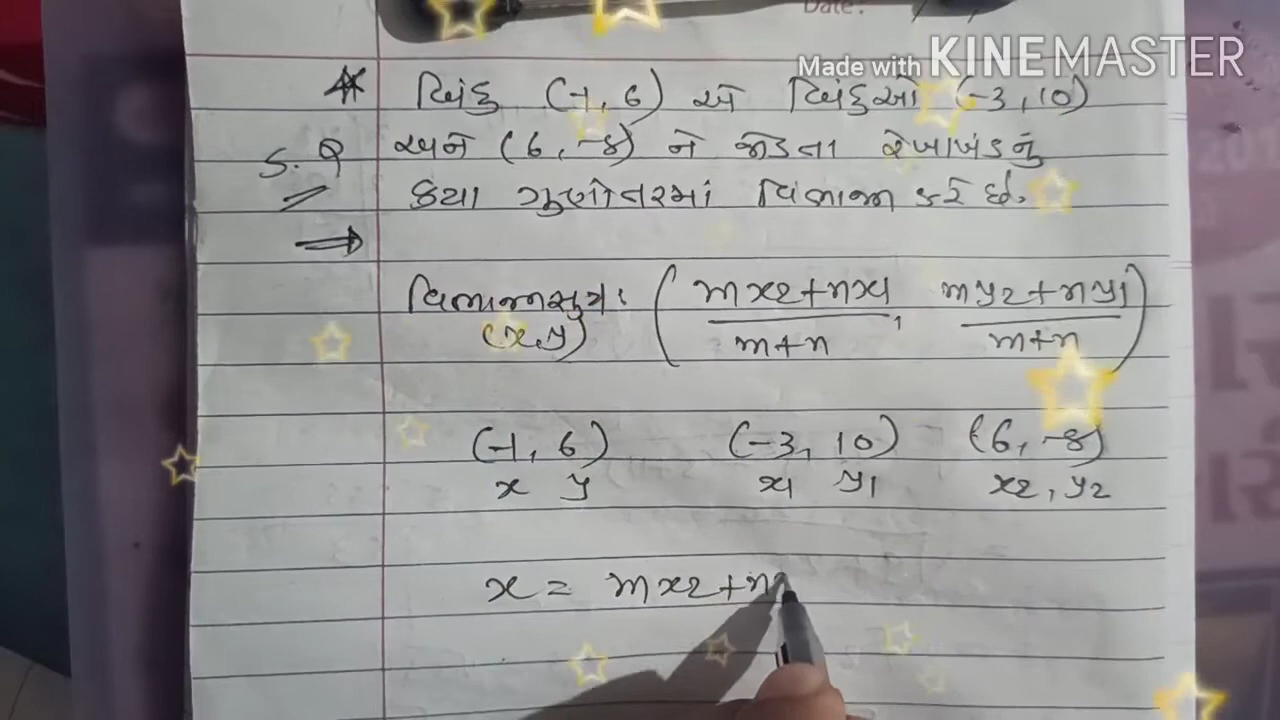 Date:
Made with KINEMASTER
* બિંદુ (-1, 6) એ બિંદુઓ (-3, 10)
S.Q અને (6, -8) ને જોડતા રેખાખંડનું
કયા ગુણોત્તરમાં વિભાજન કરે છે.
⇒
વિભાજનસુત્ર: (mx2+nx1/m+n, my2+ny1/m+n)
(x,y)
(-1, 6) (-3, 10) (6, -8)
x y x1 y1 x2, y2
x = mx2+n